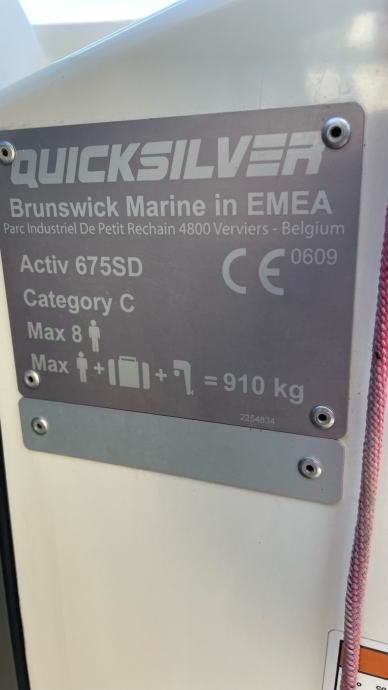 QUICKSILVER
Brunswick Marine in EMEA
Parc Industriel De Petit Rechain 4800 Verviers - Belgium
Activ 675SD
CE 0609
Category C
Max 8
Max + + = 910 kg
2254834